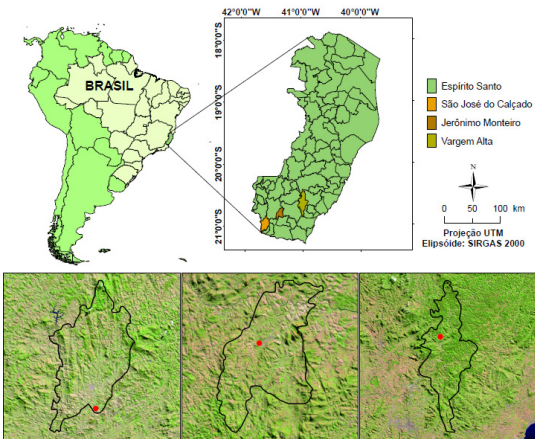 42°0'0"W 41°0'0"W 40°0'0"W
18°0'0"S
19°0'0"S
20°0'0"S
21°0'0"S
BRASIL
Espírito Santo
São José do Calçado
Jerônimo Monteiro
Vargem Alta
N
0 50 100 km
Projeção UTM
Elipsóide: SIRGAS 2000